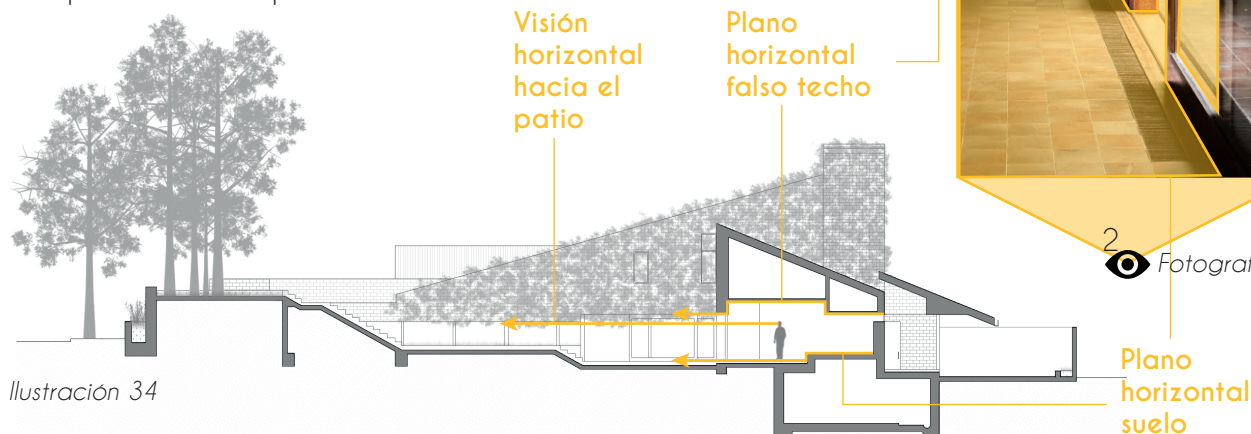 Visión
horizontal
hacia el
patio
Plano
horizontal
falso techo
2
Fotograf
Plano
horizontal
suelo
Ilustración 34